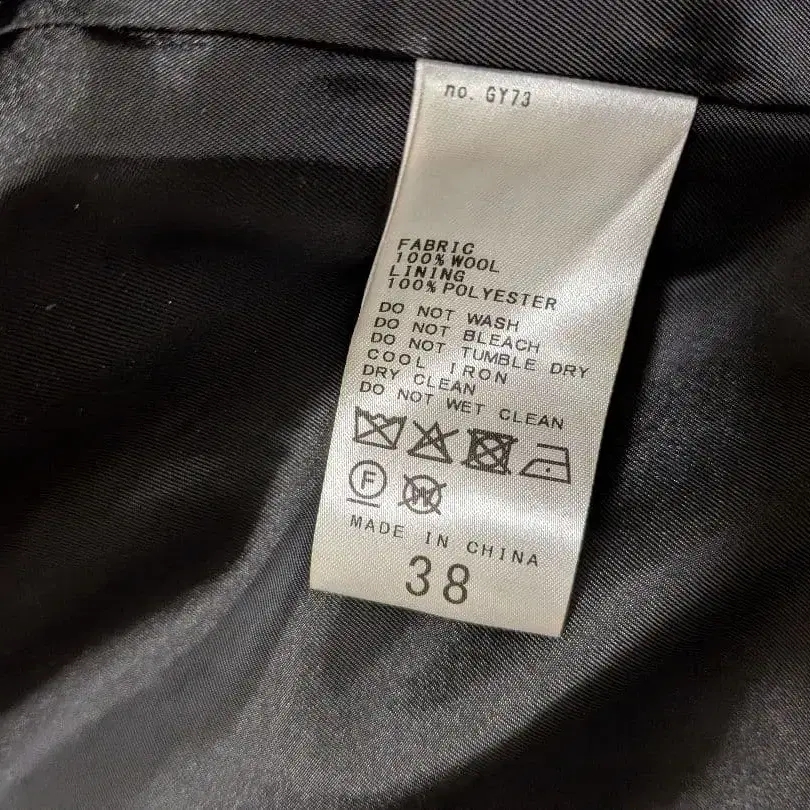 no. GY73
FABRIC
100% WOOL
LINING
100% POLYESTER
DO NOT WASH
DO NOT BLEACH
DO NOT TUMBLE DRY
COOL IRON
DRY CLEAN
DO NOT WET CLEAN
F W
MADE IN CHINA
38